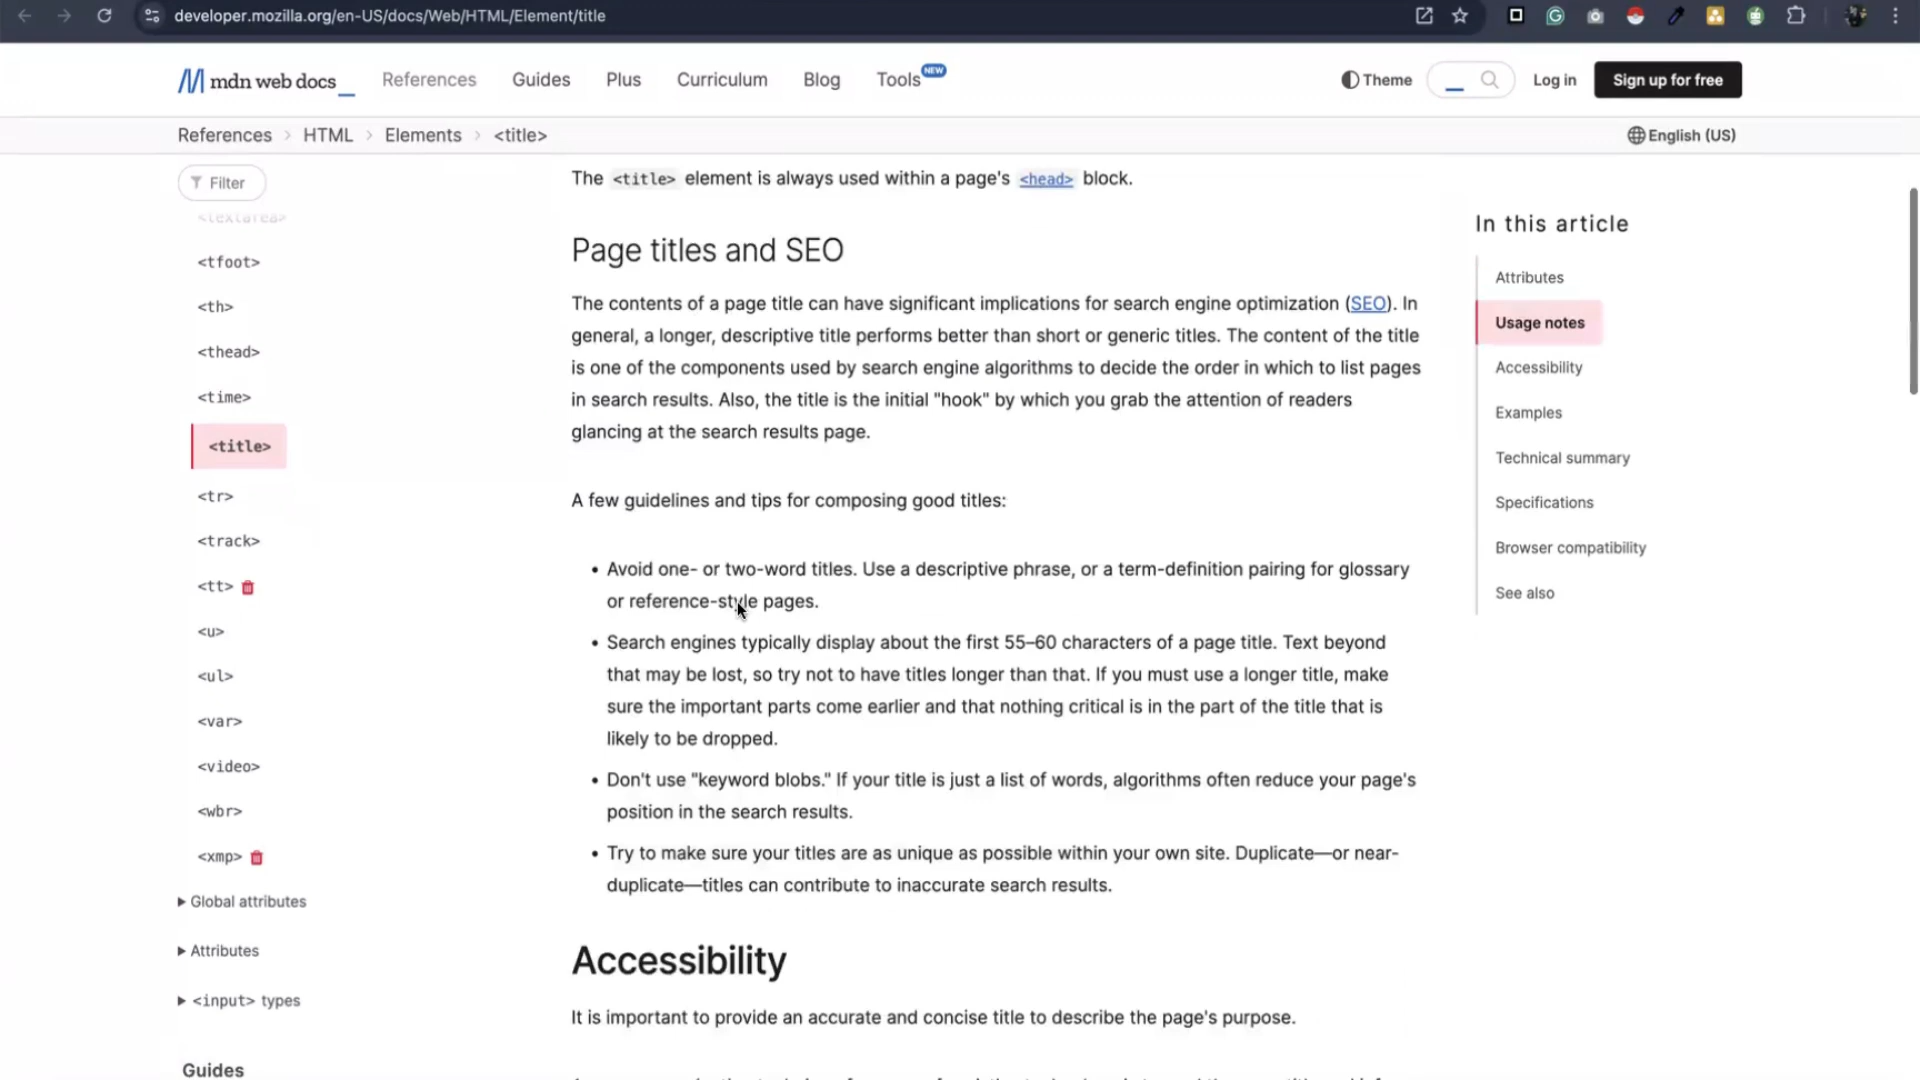 developer.mozilla.org/en-US/docs/Web/HTML/Element/title
mdn web docs_
References
Guides
Plus
Curriculum
Blog
Tools NEW
Theme
Log in
Sign up for free
References > HTML > Elements > <title>
English (US)
Filter
<textarea>
<tfoot>
<th>
<thead>
<time>
<title>
<tr>
<track>
<tt>
<u>
<ul>
<var>
<video>
<wbr>
<xmp>
Global attributes
Attributes
<input> types
Guides
The <title> element is always used within a page's <head> block.
Page titles and SEO
The contents of a page title can have significant implications for search engine optimization (SEO). In
general, a longer, descriptive title performs better than short or generic titles. The content of the title
is one of the components used by search engine algorithms to decide the order in which to list pages
in search results. Also, the title is the initial "hook" by which you grab the attention of readers
glancing at the search results page.
A few guidelines and tips for composing good titles:
• Avoid one- or two-word titles. Use a descriptive phrase, or a term-definition pairing for glossary
or reference-style pages.
• Search engines typically display about the first 55–60 characters of a page title. Text beyond
that may be lost, so try not to have titles longer than that. If you must use a longer title, make
sure the important parts come earlier and that nothing critical is in the part of the title that is
likely to be dropped.
• Don't use "keyword blobs." If your title is just a list of words, algorithms often reduce your page's
position in the search results.
• Try to make sure your titles are as unique as possible within your own site. Duplicate—or near-
duplicate—titles can contribute to inaccurate search results.
Accessibility
It is important to provide an accurate and concise title to describe the page's purpose.
In this article
Attributes
Usage notes
Accessibility
Examples
Technical summary
Specifications
Browser compatibility
See also